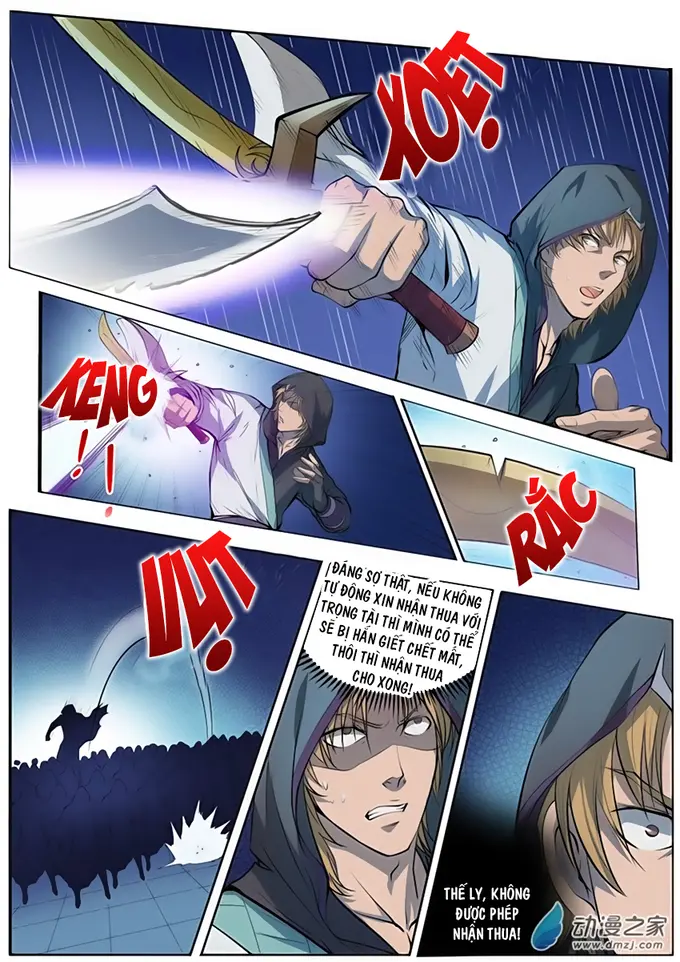 XOẸT
KENG
!
!
RẮC
VỤT
ĐÁNG SỢ THẬT, NẾU KHÔNG
TỰ ĐỘNG XIN NHẬN THUA VỚI
TRỌNG TÀI THÌ MÌNH CÓ THỂ
SẼ BỊ HẮN GIẾT CHẾT MẤT,
THÔI THÌ NHẬN THUA
CHO XONG!
THẾ LY, KHÔNG
ĐƯỢC PHÉP
NHẬN THUA!
动漫之家
www.dmzj.com